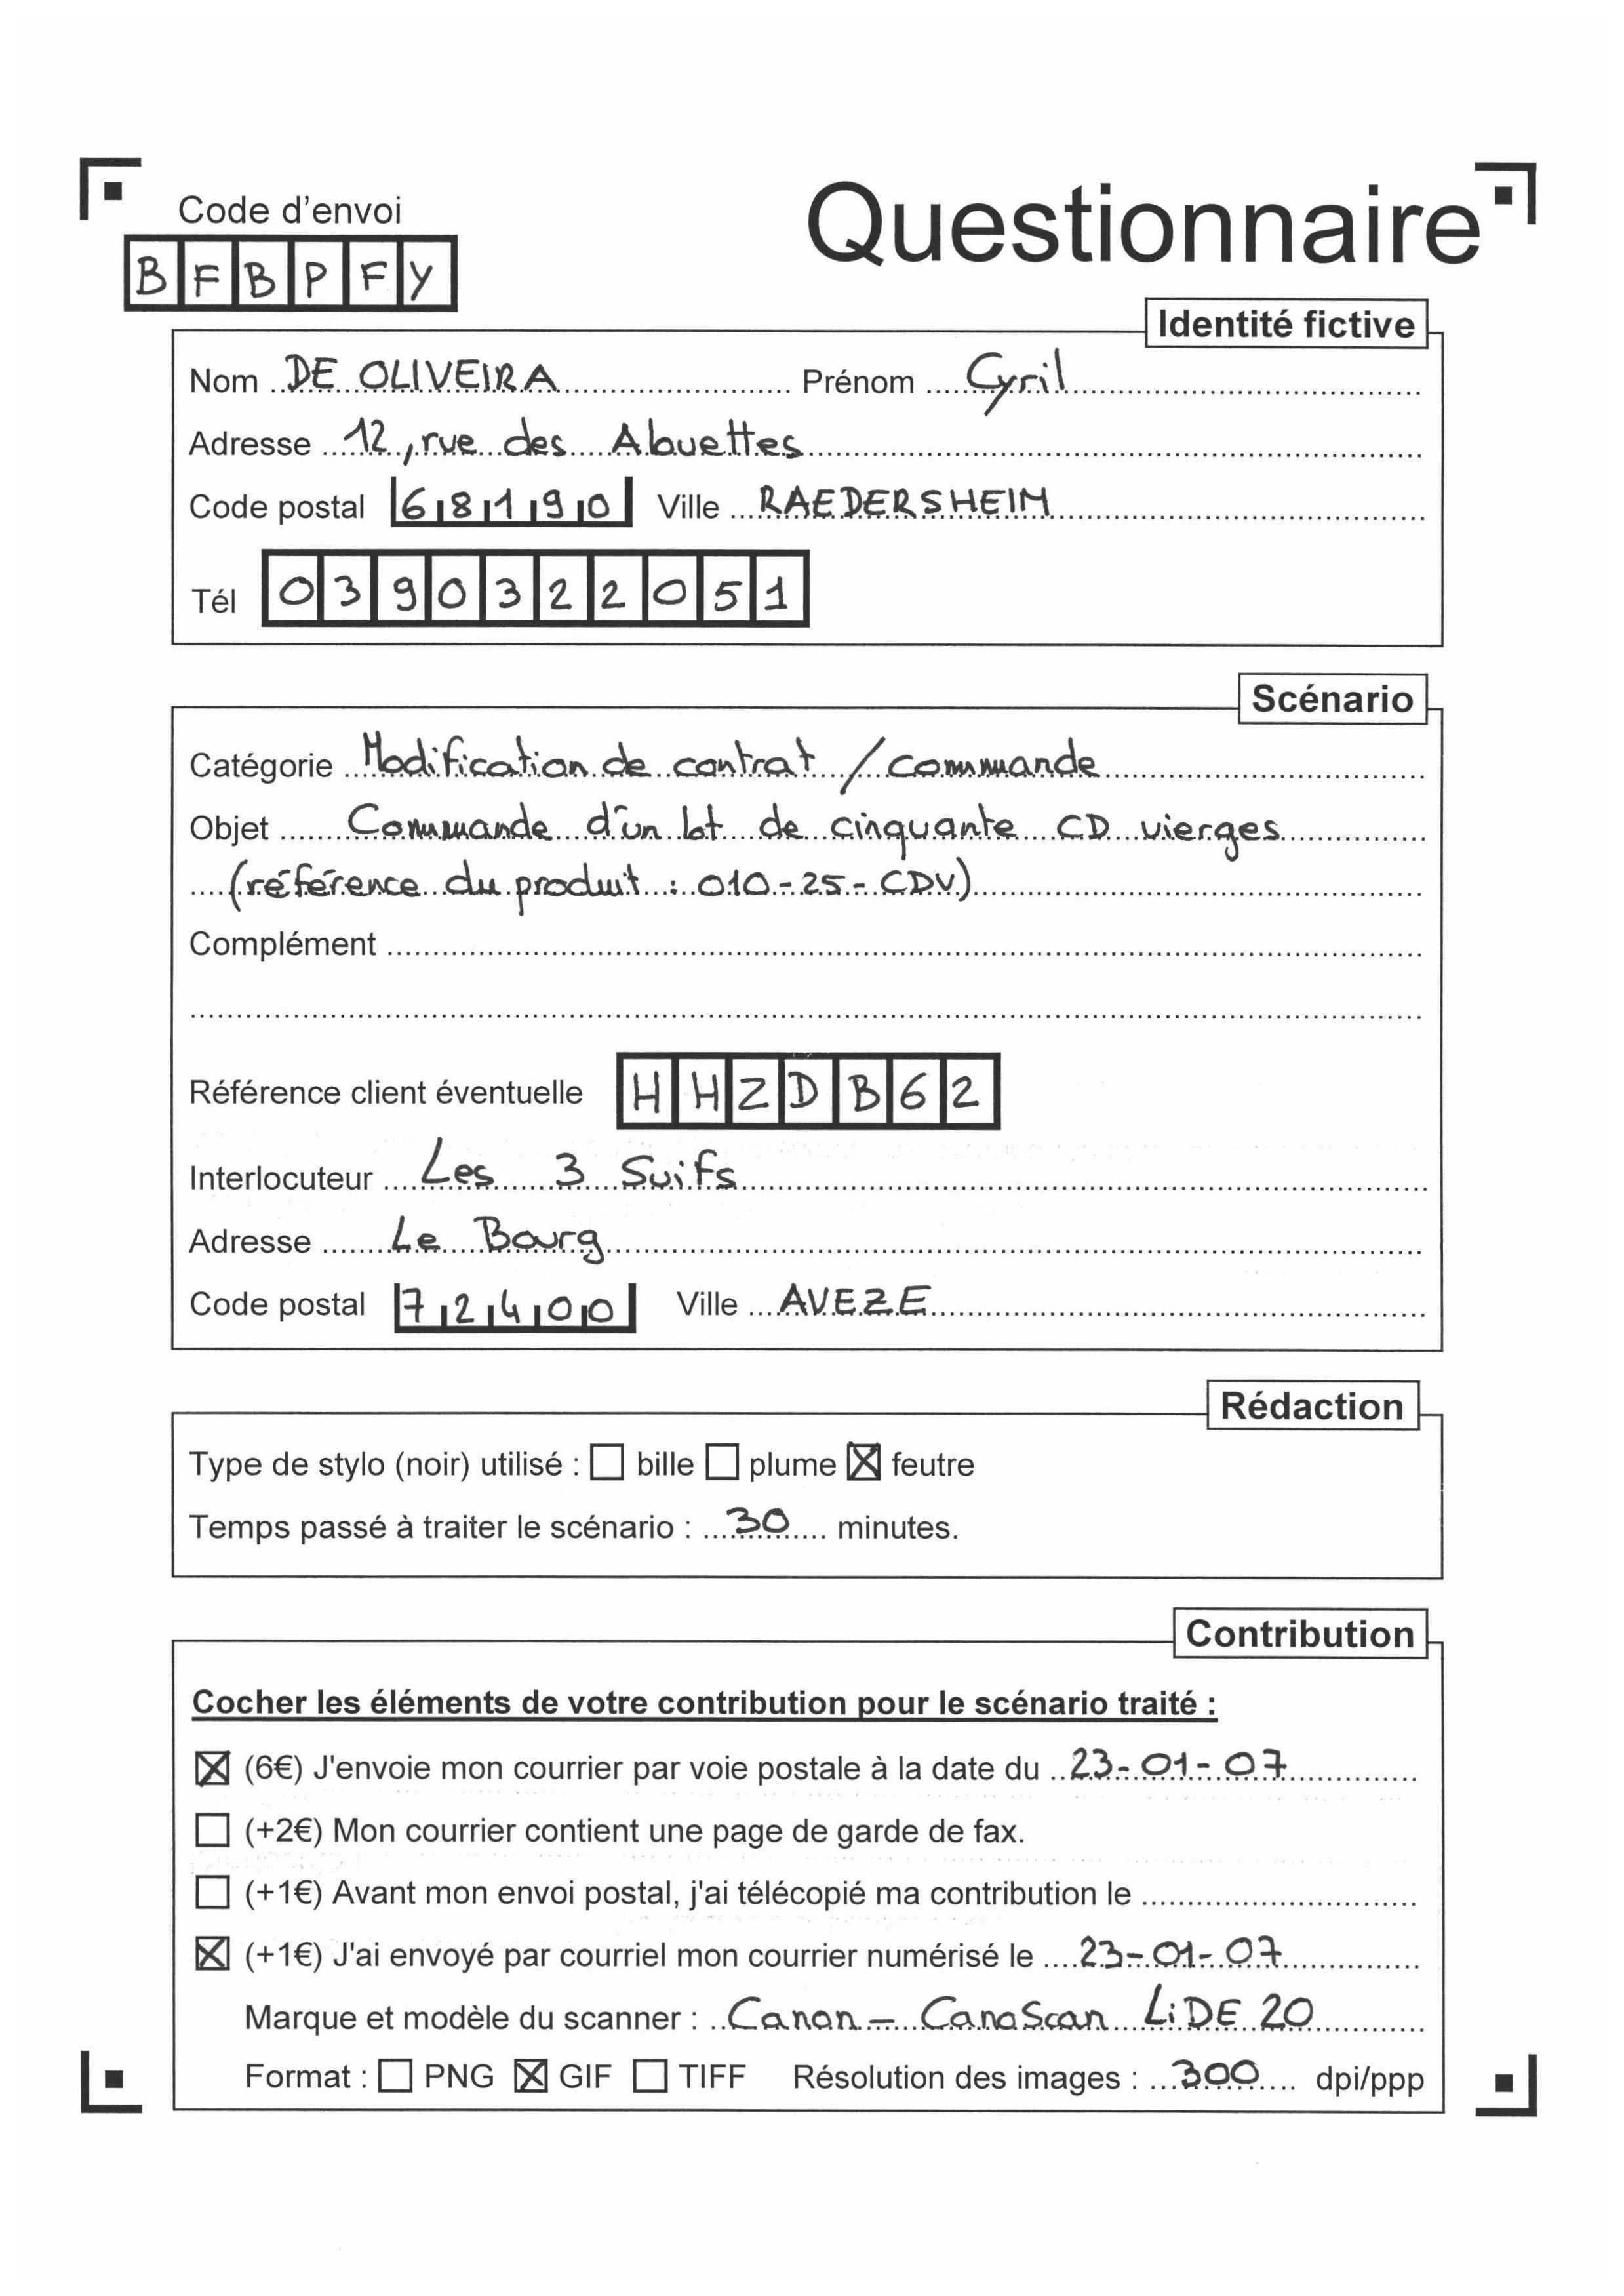 Code d'envoi
Questionnaire
BFBPFY
Identité fictive
Nom DE OLIVEIRA Prénom Cyril
Adresse 12, rue des Alouettes
Code postal 68190 Ville RAEDERSHEIM
Tél 0390322051
Scénario
Catégorie Modification de contrat / commande
Objet Commande d'un lot de cinquante CD vierges
(référence du produit : 010-25-CDV)
Complément
Référence client éventuelle HHZDB62
Interlocuteur Les 3 Suifs
Adresse Le Bourg
Code postal 72400 Ville AVEZE
Rédaction
Type de stylo (noir) utilisé : ☐ bille ☐ plume ☒ feutre
Temps passé à traiter le scénario : 30 minutes.
Contribution
Cocher les éléments de votre contribution pour le scénario traité :
☒ (6€) J'envoie mon courrier par voie postale à la date du 23-01-07
☐ (+2€) Mon courrier contient une page de garde de fax.
☐ (+1€) Avant mon envoi postal, j'ai télécopié ma contribution le
☒ (+1€) J'ai envoyé par courriel mon courrier numérisé le 23-01-07
Marque et modèle du scanner : Canon - CanoScan LiDE 20
Format : ☐ PNG ☒ GIF ☐ TIFF Résolution des images : 300 dpi/ppp